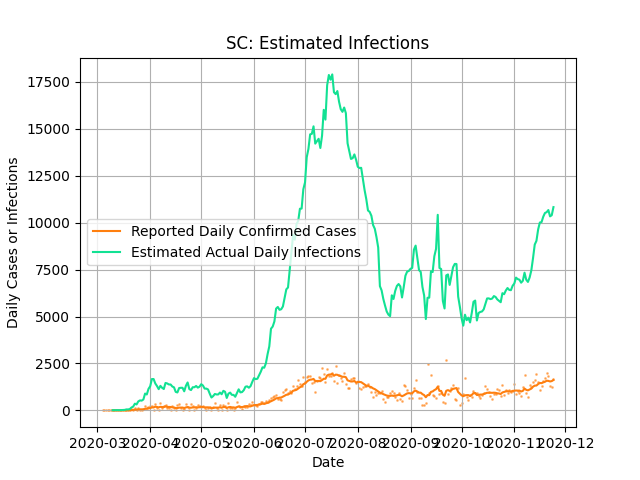 SC: Estimated Infections
17500
15000
12500
10000
7500
5000
2500
0
Daily Cases or Infections
Reported Daily Confirmed Cases
Estimated Actual Daily Infections
2020-03 2020-04 2020-05 2020-06 2020-07 2020-08 2020-09 2020-10 2020-11 2020-12
Date